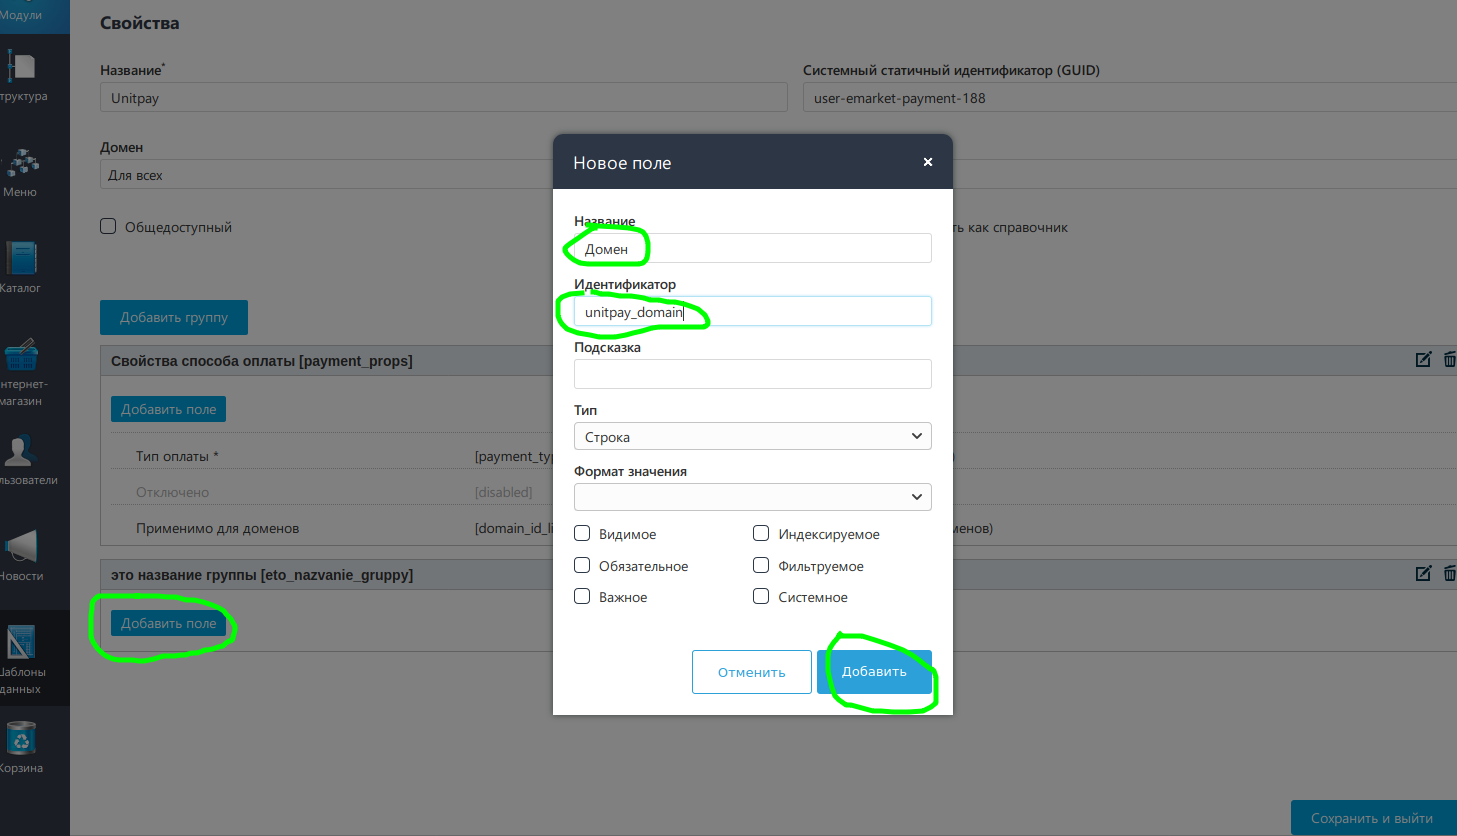 Модули
Свойства
Название*
Системный статичный идентификатор (GUID)
Unitpay
user-emarket-payment-188
труктура
Домен
Для всех
Меню
Общедоступный
ть как справочник
Каталог
Добавить группу
Свойства способа оплаты [payment_props]
нтернет-
магазин
Добавить поле
Тип оплаты *
[payment_typ
)
льзователи
Отключено
[disabled]
Применимо для доменов
[domain_id_li
менов)
Новости
это название группы [eto_nazvanie_gruppy]
Добавить поле
Шаблоны
данных
Корзина
Сохранить и выйти
Новое поле
×
Название
Домен
Идентификатор
unitpay_domain
Подсказка
Тип
Строка
Формат значения
Видимое
Индексируемое
Обязательное
Фильтруемое
Важное
Системное
Отменить
Добавить